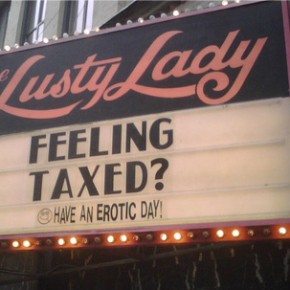 Lusty Lady
FEELING
TAXED?
HAVE AN EROTIC DAY!